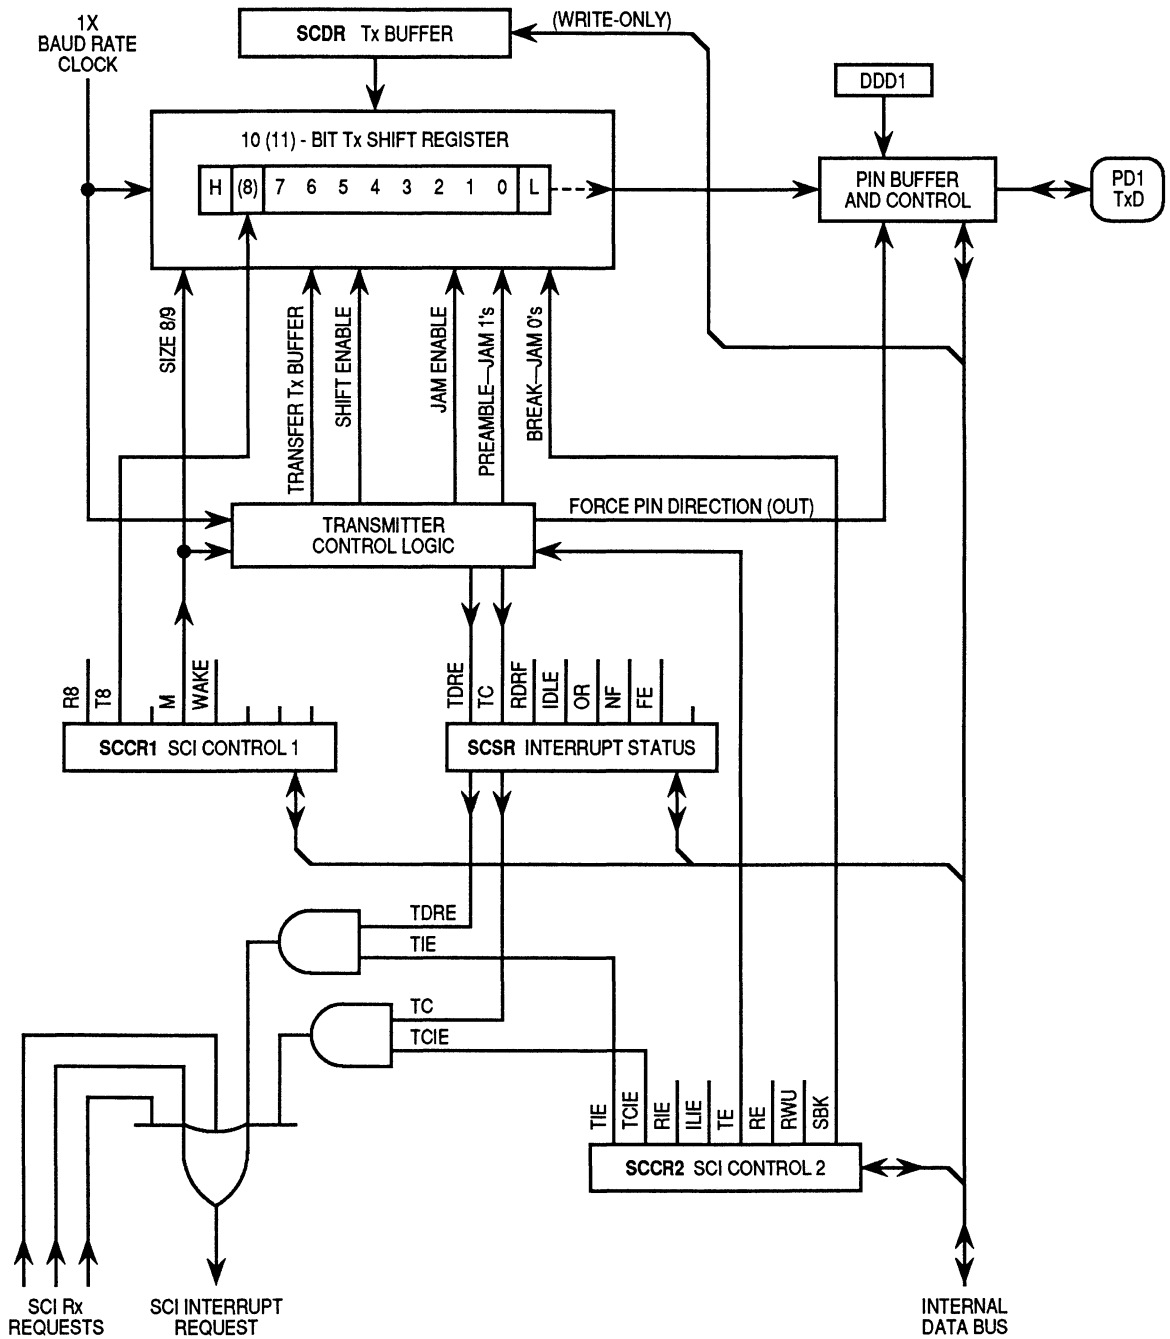 1X
BAUD RATE
CLOCK
SCDR Tx BUFFER
(WRITE-ONLY)
DDD1
10 (11) - BIT Tx SHIFT REGISTER
H (8) 7 6 5 4 3 2 1 0 L
PIN BUFFER
AND CONTROL
PD1
TxD
SIZE 8/9
TRANSFER Tx BUFFER
SHIFT ENABLE
JAM ENABLE
PREAMBLE—JAM 1's
BREAK—JAM 0's
FORCE PIN DIRECTION (OUT)
TRANSMITTER
CONTROL LOGIC
R8
T8
M
WAKE
TDRE
TC
RDRF
IDLE
OR
NF
FE
SCCR1 SCI CONTROL 1
SCSR INTERRUPT STATUS
TDRE
TIE
TC
TCIE
TIE
TCIE
RIE
ILIE
TE
RE
RWU
SBK
SCCR2 SCI CONTROL 2
SCI Rx
REQUESTS
SCI INTERRUPT
REQUEST
INTERNAL
DATA BUS